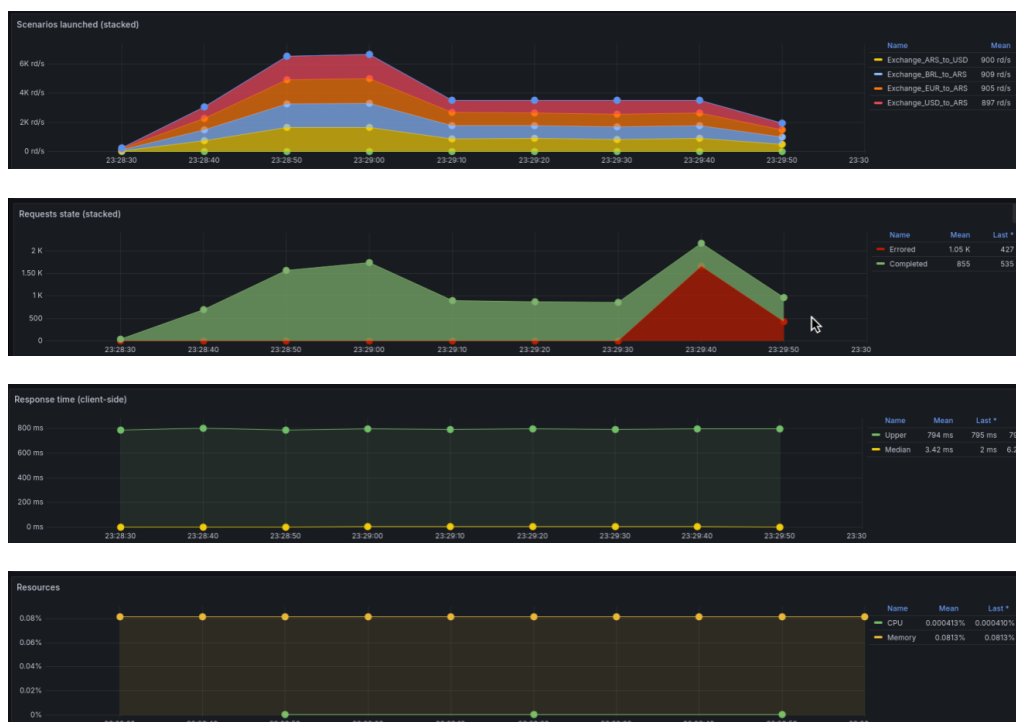 Scenarios launched (stacked)
Name Mean
6K rd/s
4K rd/s
2K rd/s
0 rd/s
Exchange_ARS_to_USD 900 rd/s
Exchange_BRL_to_ARS 909 rd/s
Exchange_EUR_to_ARS 905 rd/s
Exchange_USD_to_ARS 897 rd/s
23:28:30 23:28:40 23:28:50 23:29:00 23:29:10 23:29:20 23:29:30 23:29:40 23:29:50 23:30
Requests state (stacked)
Name Mean Last *
2 K
1.50 K
1 K
500
0
Errored 1.05 K 427
Completed 855 535
23:28:30 23:28:40 23:28:50 23:29:00 23:29:10 23:29:20 23:29:30 23:29:40 23:29:50 23:30
Response time (client-side)
Name Mean Last *
800 ms
600 ms
400 ms
200 ms
0 ms
Upper 794 ms 795 ms 79
Median 3.42 ms 2 ms 6.2
23:28:30 23:28:40 23:28:50 23:29:00 23:29:10 23:29:20 23:29:30 23:29:40 23:29:50 23:30
Resources
Name Mean Last *
0.08%
0.06%
0.04%
0.02%
0%
CPU 0.000413% 0.000410%
Memory 0.0813% 0.0813%